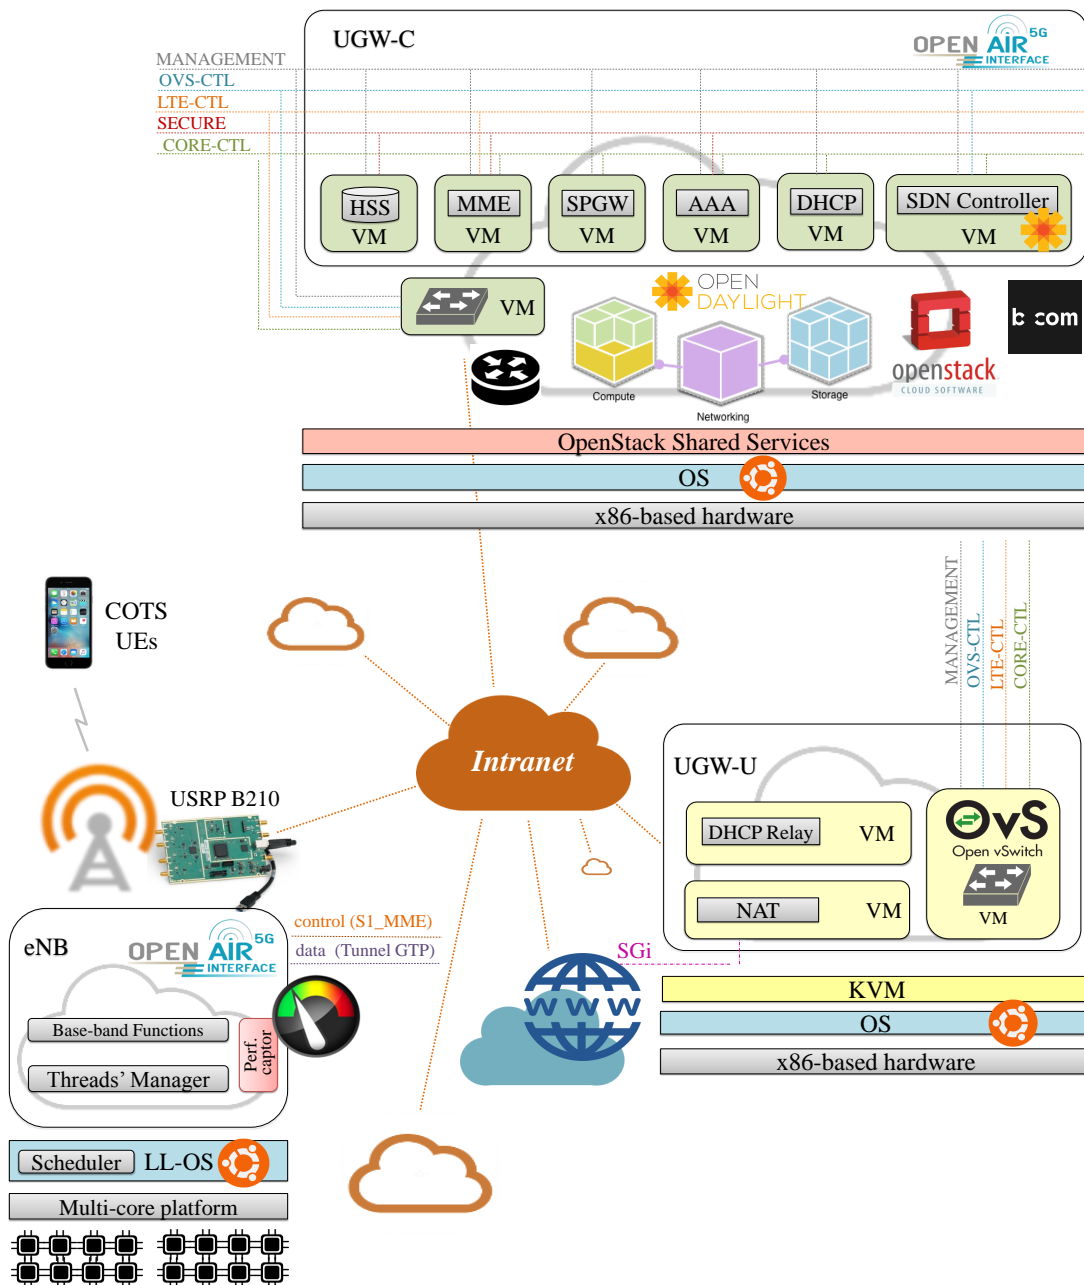 UGW-C
OPEN AIR 5G
INTERFACE
MANAGEMENT
OVS-CTL
LTE-CTL
SECURE
CORE-CTL
HSS
VM
MME
VM
SPGW
VM
AAA
VM
DHCP
VM
SDN Controller
VM
VM
OPEN
DAYLIGHT
Compute
Networking
Storage
openstack
CLOUD SOFTWARE
b com
OpenStack Shared Services
OS
x86-based hardware
MANAGEMENT
OVS-CTL
LTE-CTL
CORE-CTL
COTS
UEs
Intranet
USRP B210
UGW-U
DHCP Relay
VM
NAT
VM
OvS
Open vSwitch
VM
SGi
WWW
KVM
OS
x86-based hardware
control (S1_MME)
data (Tunnel GTP)
eNB
OPEN AIR 5G
INTERFACE
Base-band Functions
Threads’ Manager
Perf.
captor
Scheduler
LL-OS
Multi-core platform